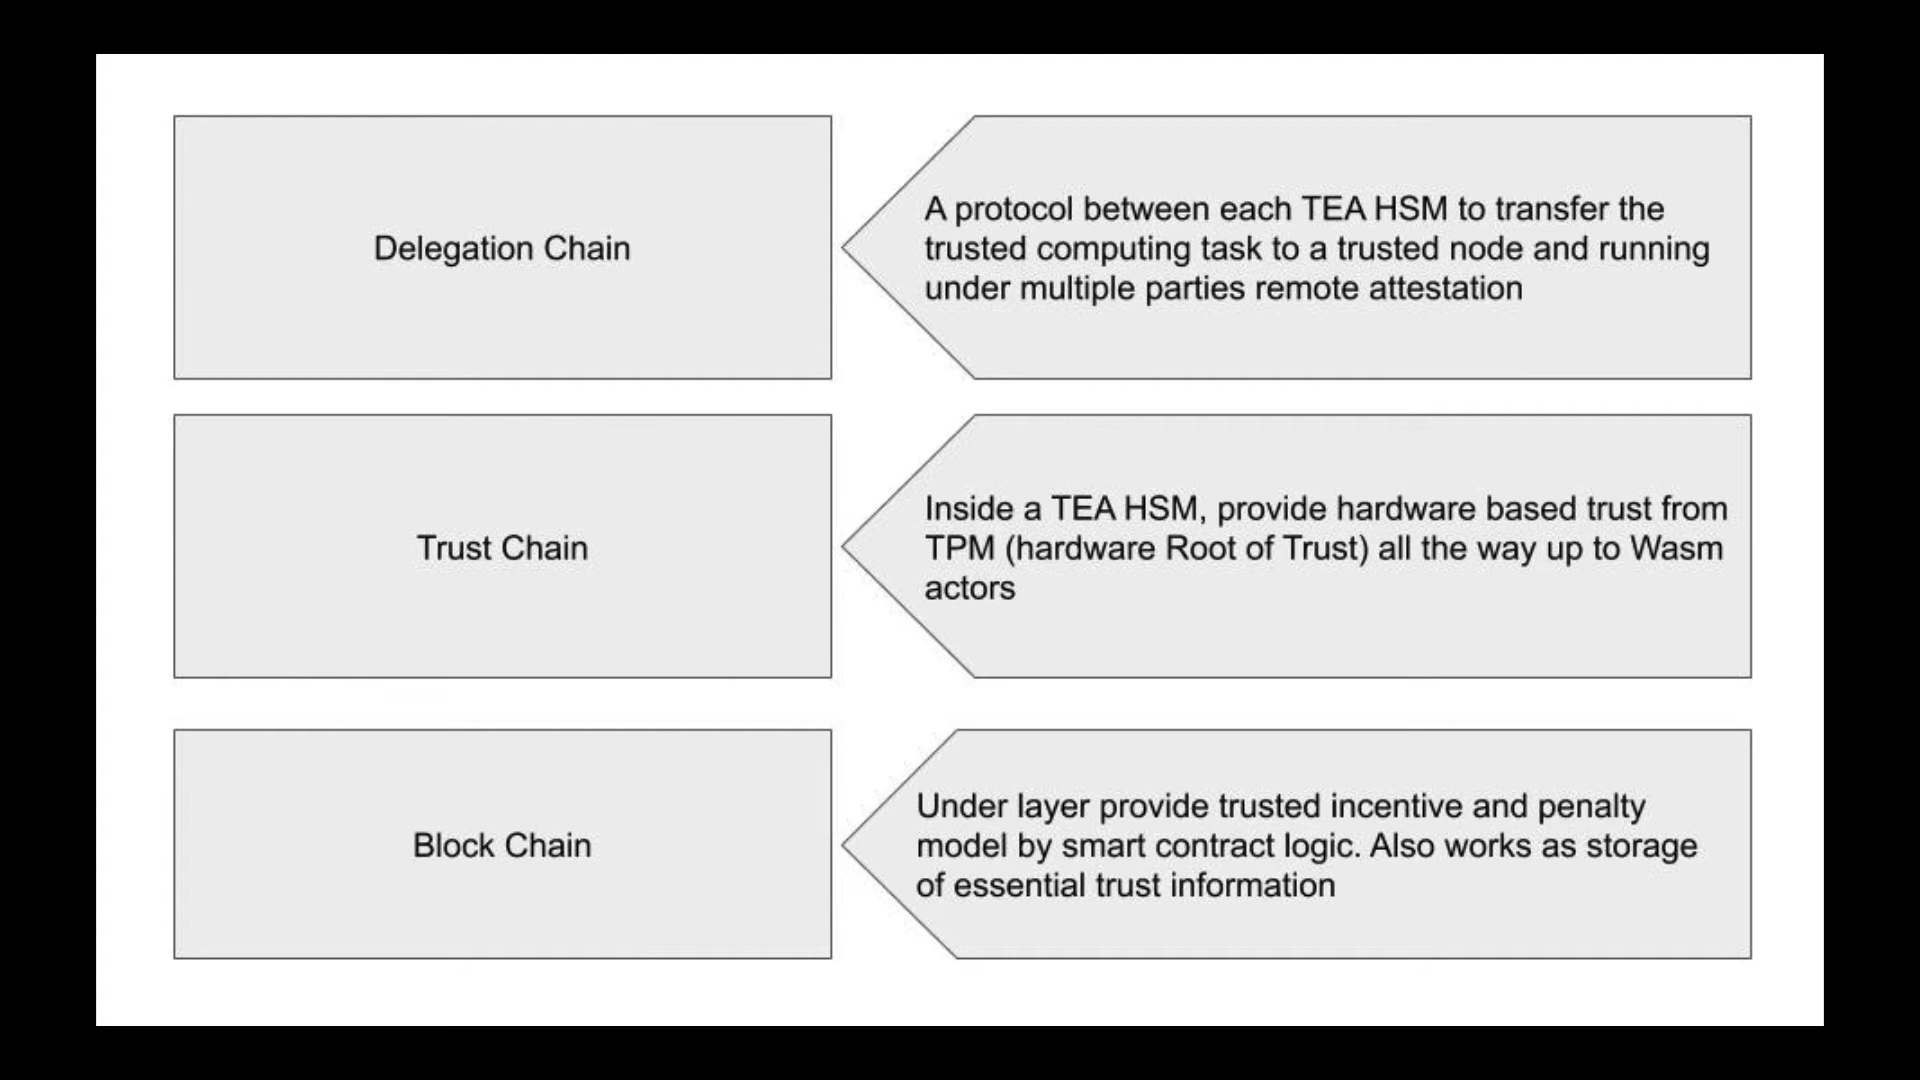 Delegation Chain
A protocol between each TEA HSM to transfer the
trusted computing task to a trusted node and running
under multiple parties remote attestation
Trust Chain
Inside a TEA HSM, provide hardware based trust from
TPM (hardware Root of Trust) all the way up to Wasm
actors
Block Chain
Under layer provide trusted incentive and penalty
model by smart contract logic. Also works as storage
of essential trust information